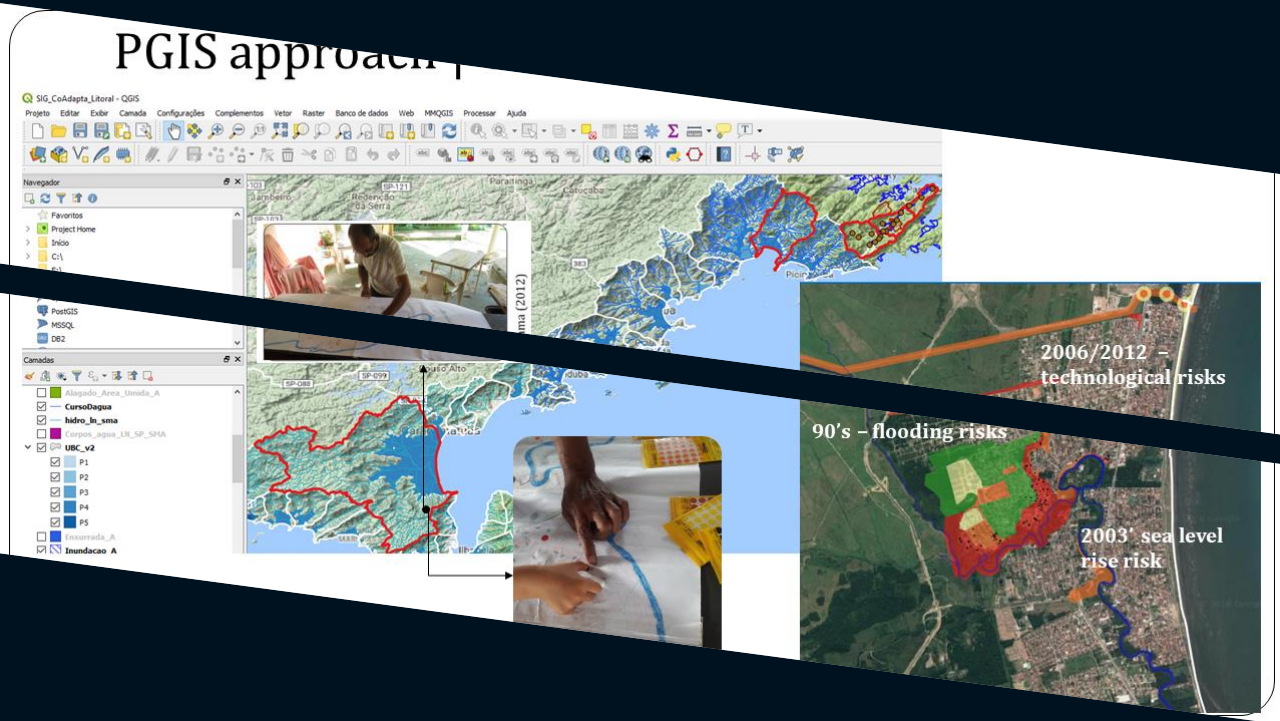 PGIS approach
SIG_CoAdapta_Litoral - QGIS
Projeto Editar Exibir Camada Configurações Complementos Vetor Raster Banco de dados Web MMQGIS Processar Ajuda
Navegador
Favoritos
Project Home
Início
C:\
PostGIS
MSSQL
DB2
Camadas
Alagado_Area_Umida_A
CursoDagua
hidro_ln_sma
Corpos_agua_LN_SP_SMA
UBC_v2
P1
P2
P3
P4
P5
Enxurrada_A
Inundacao_A
SP-121
Paraitinga
Catuçaba
Redenção
da Serra
383
SP-099
SP-088
(2012)
2006/2012 –
technological risks
90's – flooding risks
2003' sea level
rise risk